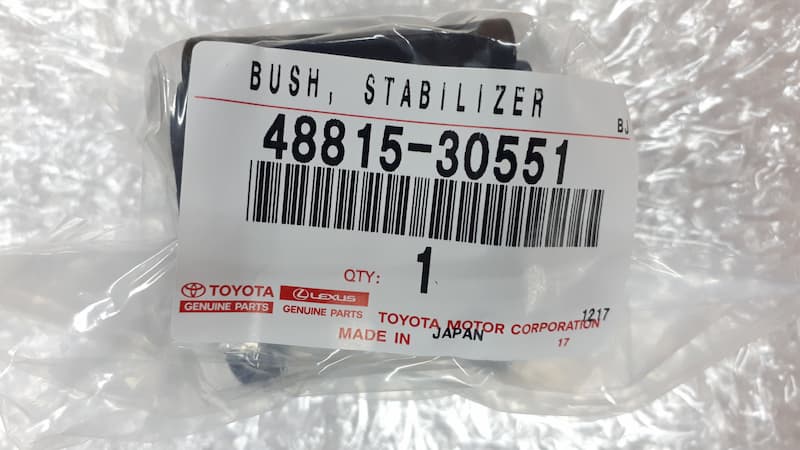 BUSH, STABILIZER
BJ
48815-30551
QTY: 1
TOYOTA
GENUINE PARTS
LEXUS
GENUINE PARTS
1217
TOYOTA MOTOR CORPORATION
MADE IN JAPAN
17